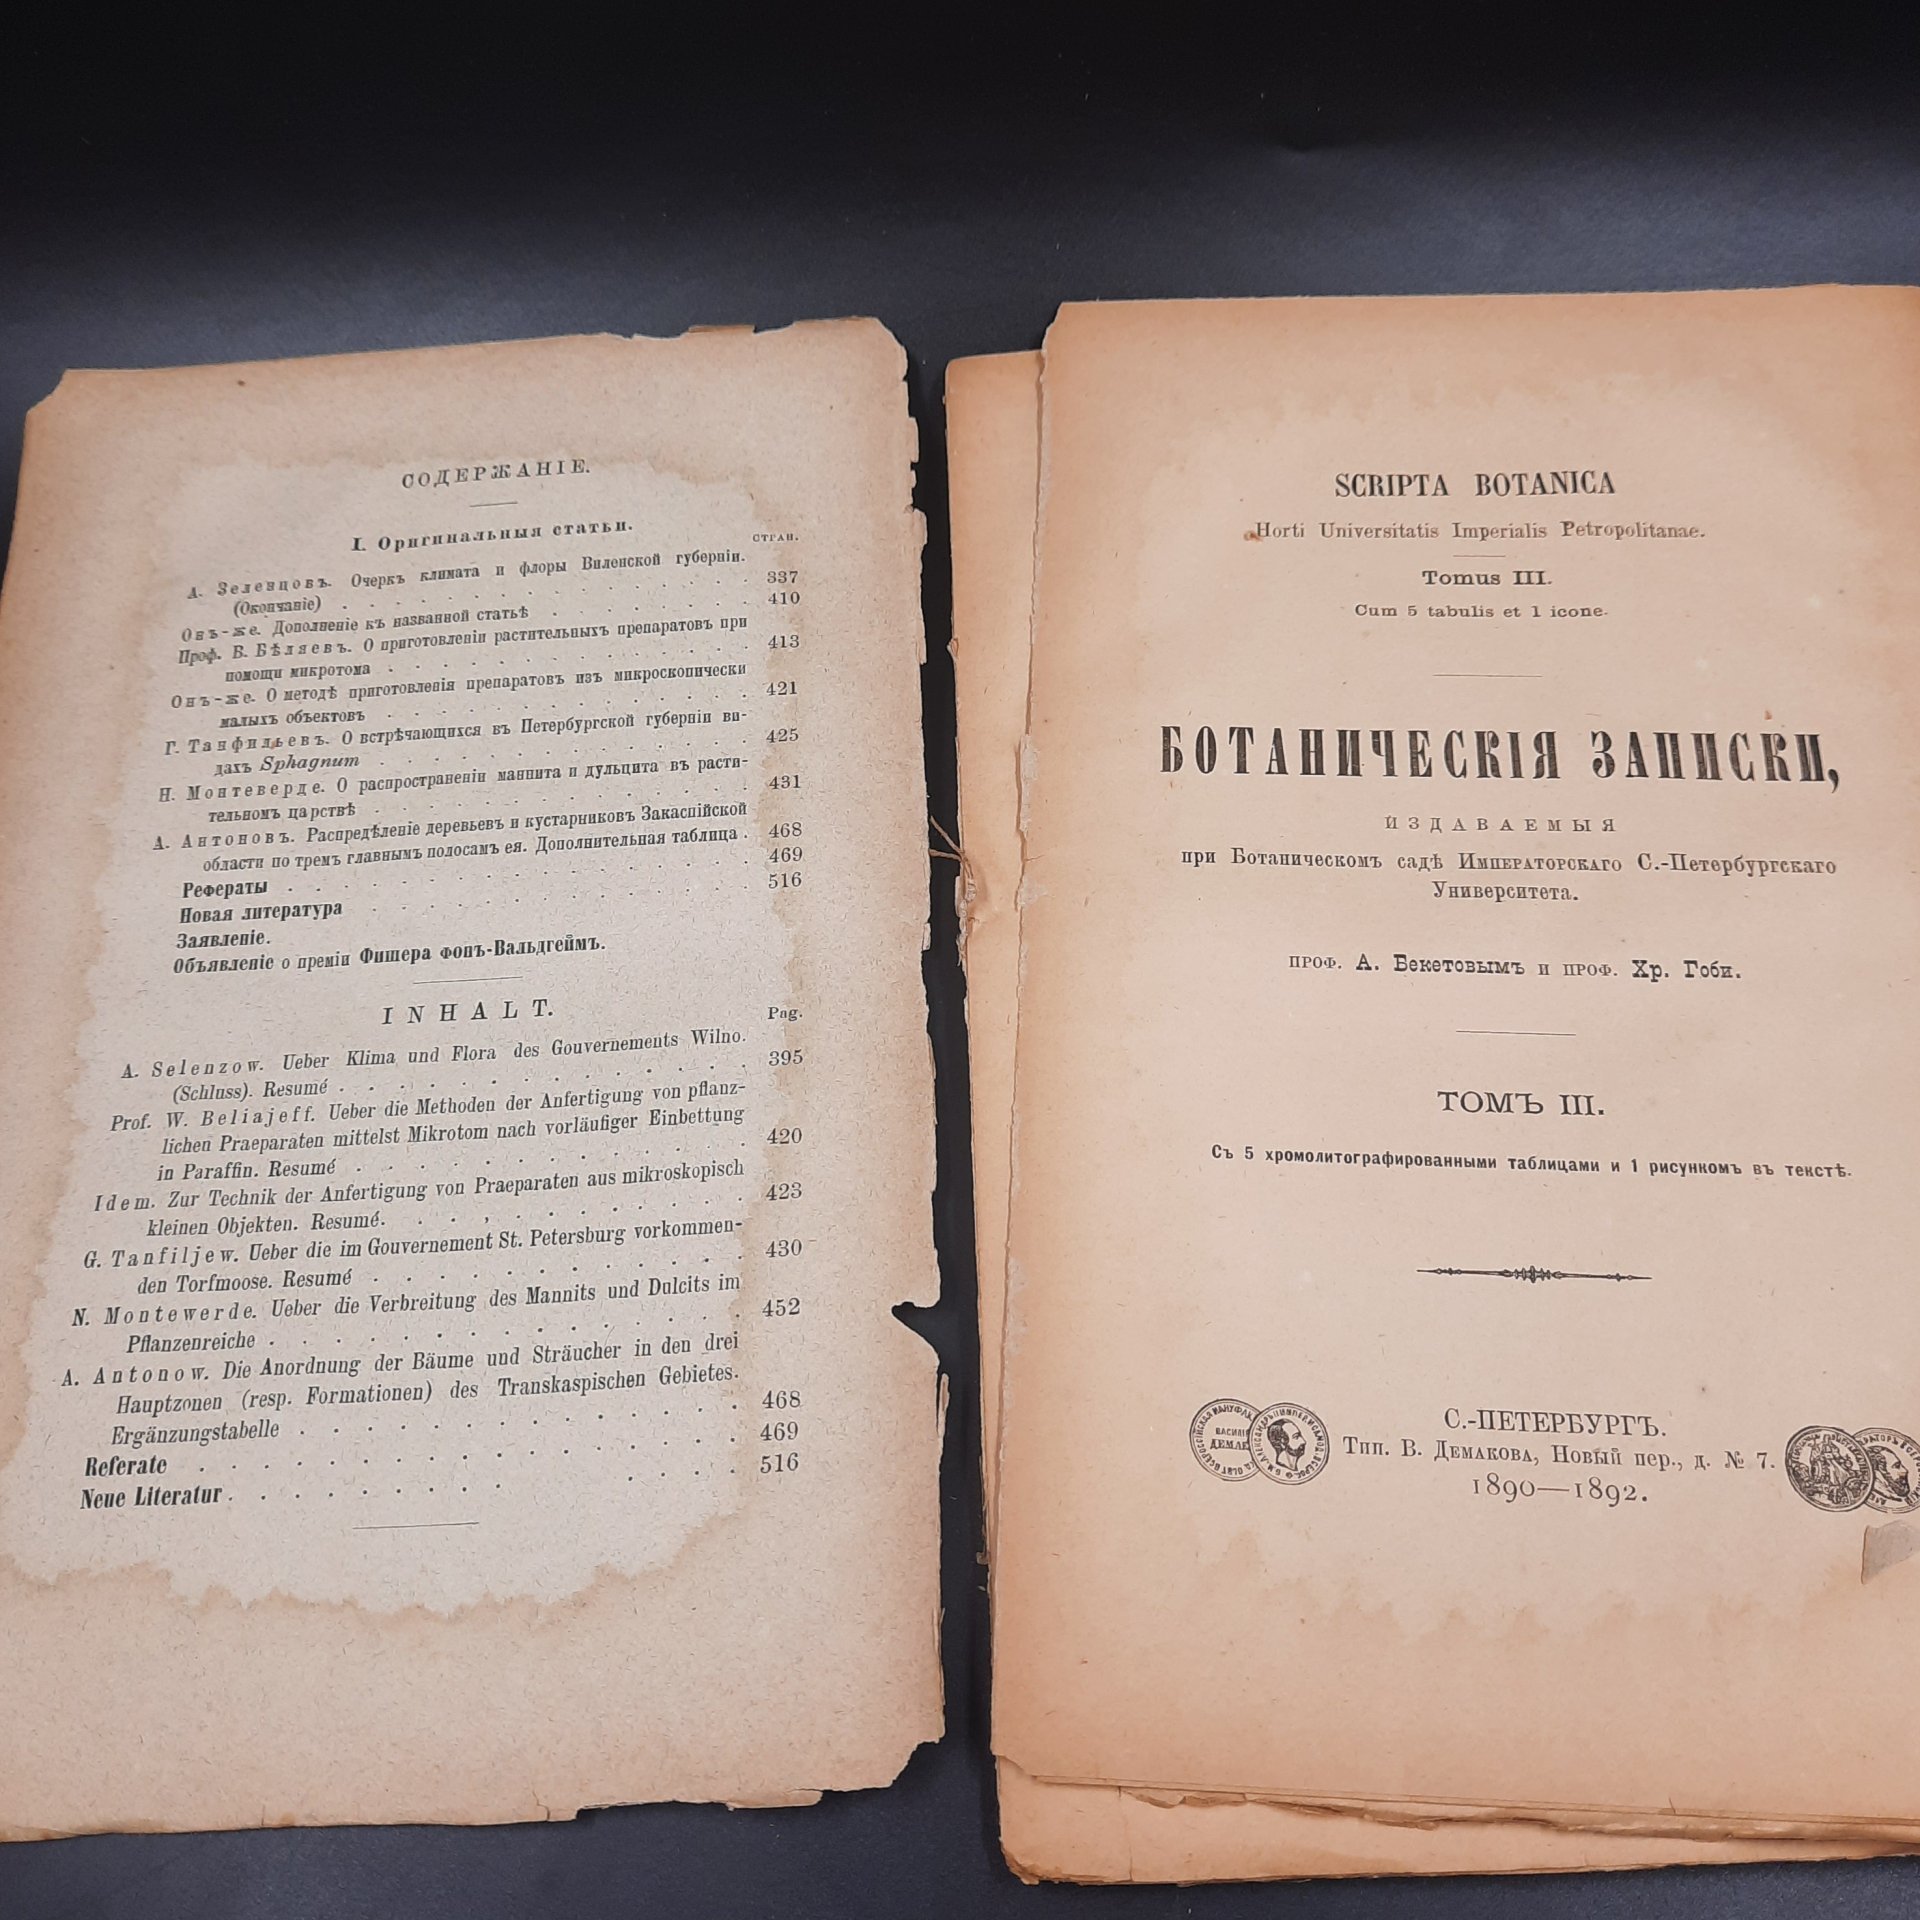 СОДЕРЖАНІЕ.
I. Оригинальныя статьи.
СТРАН.
А. Зеленцовъ. Очеркъ климата и флоры Виленской губерніи.
(Окончаніе) . . . . . . . . . . . . 337
Онъ-же. Дополненіе къ названной статьѣ . . . . . . 410
Проф. В. Бѣляевъ. О приготовленіи растительныхъ препаратовъ при
помощи микротома . . . . . . . . . . . 413
Онъ-же. О методѣ приготовленія препаратовъ изъ микроскопически
малыхъ объектовъ . . . . . . . . . . . 421
Г. Танфильевъ. О встрѣчающихся въ Петербургской губерніи ви-
дахъ Sphagnum . . . . . . . . . . . 425
Н. Монтеверде. О распространеніи маннита и дульцита въ расти-
тельномъ царствѣ . . . . . . . . . . . 431
А. Антоновъ. Распредѣленіе деревьевъ и кустарниковъ Закаспійской
области по тремъ главнымъ полосамъ ея. Дополнительная таблица . 468
Рефераты . . . . . . . . . . . . . 469
Новая литература . . . . . . . . . . . 516
Заявленіе.
Объявленіе о преміи Фишера фонъ-Вальдгеймъ.
INHALT.
Pag.
A. Selenzow. Ueber Klima und Flora des Gouvernements Wilno.
(Schluss). Resumé . . . . . . . . . . . 395
Prof. W. Beliajeff. Ueber die Methoden der Anfertigung von pflanz-
lichen Praeparaten mittelst Mikrotom nach vorläufiger Einbettung
in Paraffin. Resumé . . . . . . . . . . 420
Idem. Zur Technik der Anfertigung von Praeparaten aus mikroskopisch
kleinen Objekten. Resumé. . . . . . . . . . 423
G. Tanfiljew. Ueber die im Gouvernement St. Petersburg vorkommen-
den Torfmoose. Resumé . . . . . . . . . . 430
N. Montewerde. Ueber die Verbreitung des Mannits und Dulcits im
Pflanzenreiche . . . . . . . . . . . . 452
A. Antonow. Die Anordnung der Bäume und Sträucher in den drei
Hauptzonen (resp. Formationen) des Transkaspischen Gebietes.
Ergänzungstabelle . . . . . . . . . . . 468
Referate . . . . . . . . . . . . . 469
Neue Literatur . . . . . . . . . . . . 516
SCRIPTA BOTANICA
Horti Universitatis Imperialis Petropolitanae.
Tomus III.
Cum 5 tabulis et 1 icone.
БОТАНИЧЕСКІЯ ЗАПИСКИ,
ИЗДАВАЕМЫЯ
при Ботаническомъ садѣ Императорскаго С.-Петербургскаго
Университета.
ПРОФ. А. Бекетовымъ и ПРОФ. Хр. Гоби.
ТОМЪ III.
Съ 5 хромолитографированными таблицами и 1 рисункомъ въ текстѣ.
С.-ПЕТЕРБУРГЪ.
Тип. В. Демакова, Новый пер., д. № 7.
1890—1892.